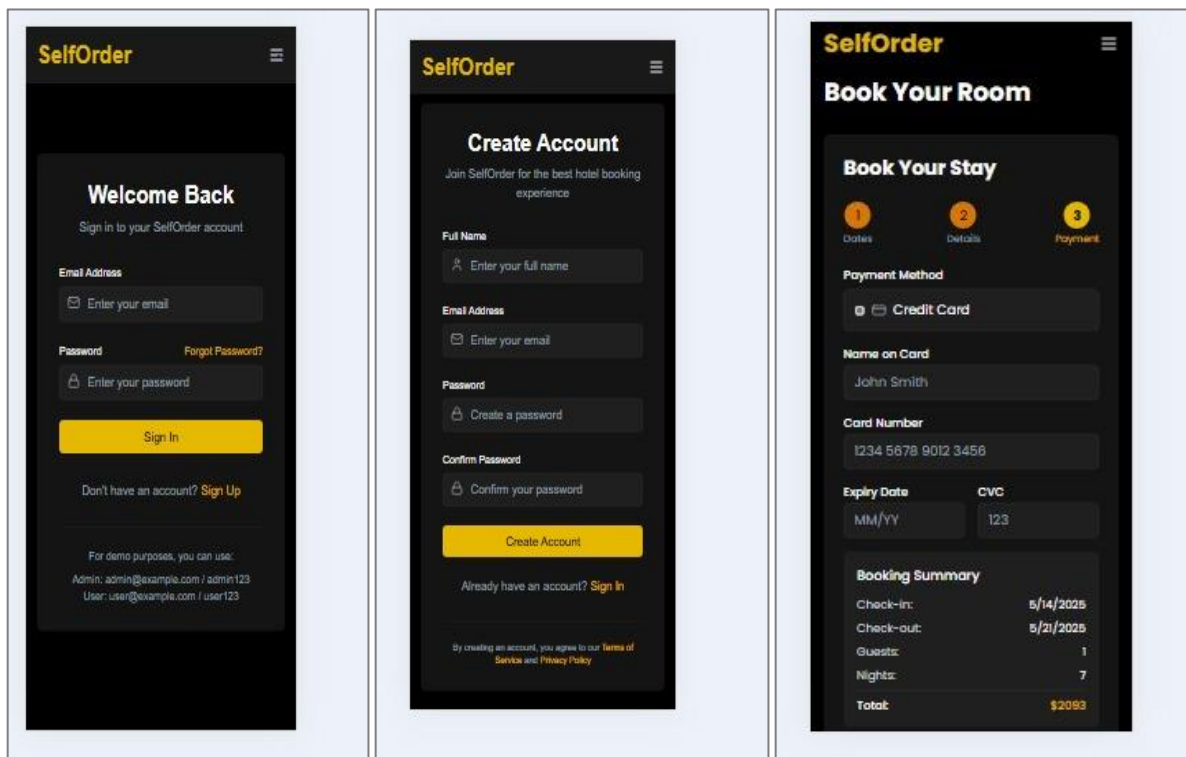 SelfOrder
Welcome Back
Sign in to your SelfOrder account
Email Address
Enter your email
Password Forgot Password?
Enter your password
Sign In
Don't have an account? Sign Up
For demo purposes, you can use:
Admin: admin@example.com / admin123
User: user@example.com / user123
SelfOrder
Create Account
Join SelfOrder for the best hotel booking
experience
Full Name
Enter your full name
Email Address
Enter your email
Password
Create a password
Confirm Password
Confirm your password
Create Account
Already have an account? Sign In
By creating an account, you agree to our Terms of
Service and Privacy Policy
SelfOrder
Book Your Room
Book Your Stay
1 2 3
Dates Details Payment
Payment Method
Credit Card
Name on Card
John Smith
Card Number
1234 5678 9012 3456
Expiry Date CVC
MM/YY 123
Booking Summary
Check-in: 5/14/2025
Check-out: 5/21/2025
Guests: 1
Nights: 7
Total: $2093